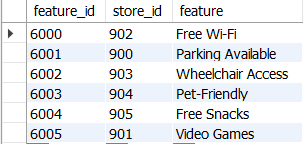 feature_id store_id feature
6000 902 Free Wi-Fi
6001 900 Parking Available
6002 903 Wheelchair Access
6003 904 Pet-Friendly
6004 905 Free Snacks
6005 901 Video Games